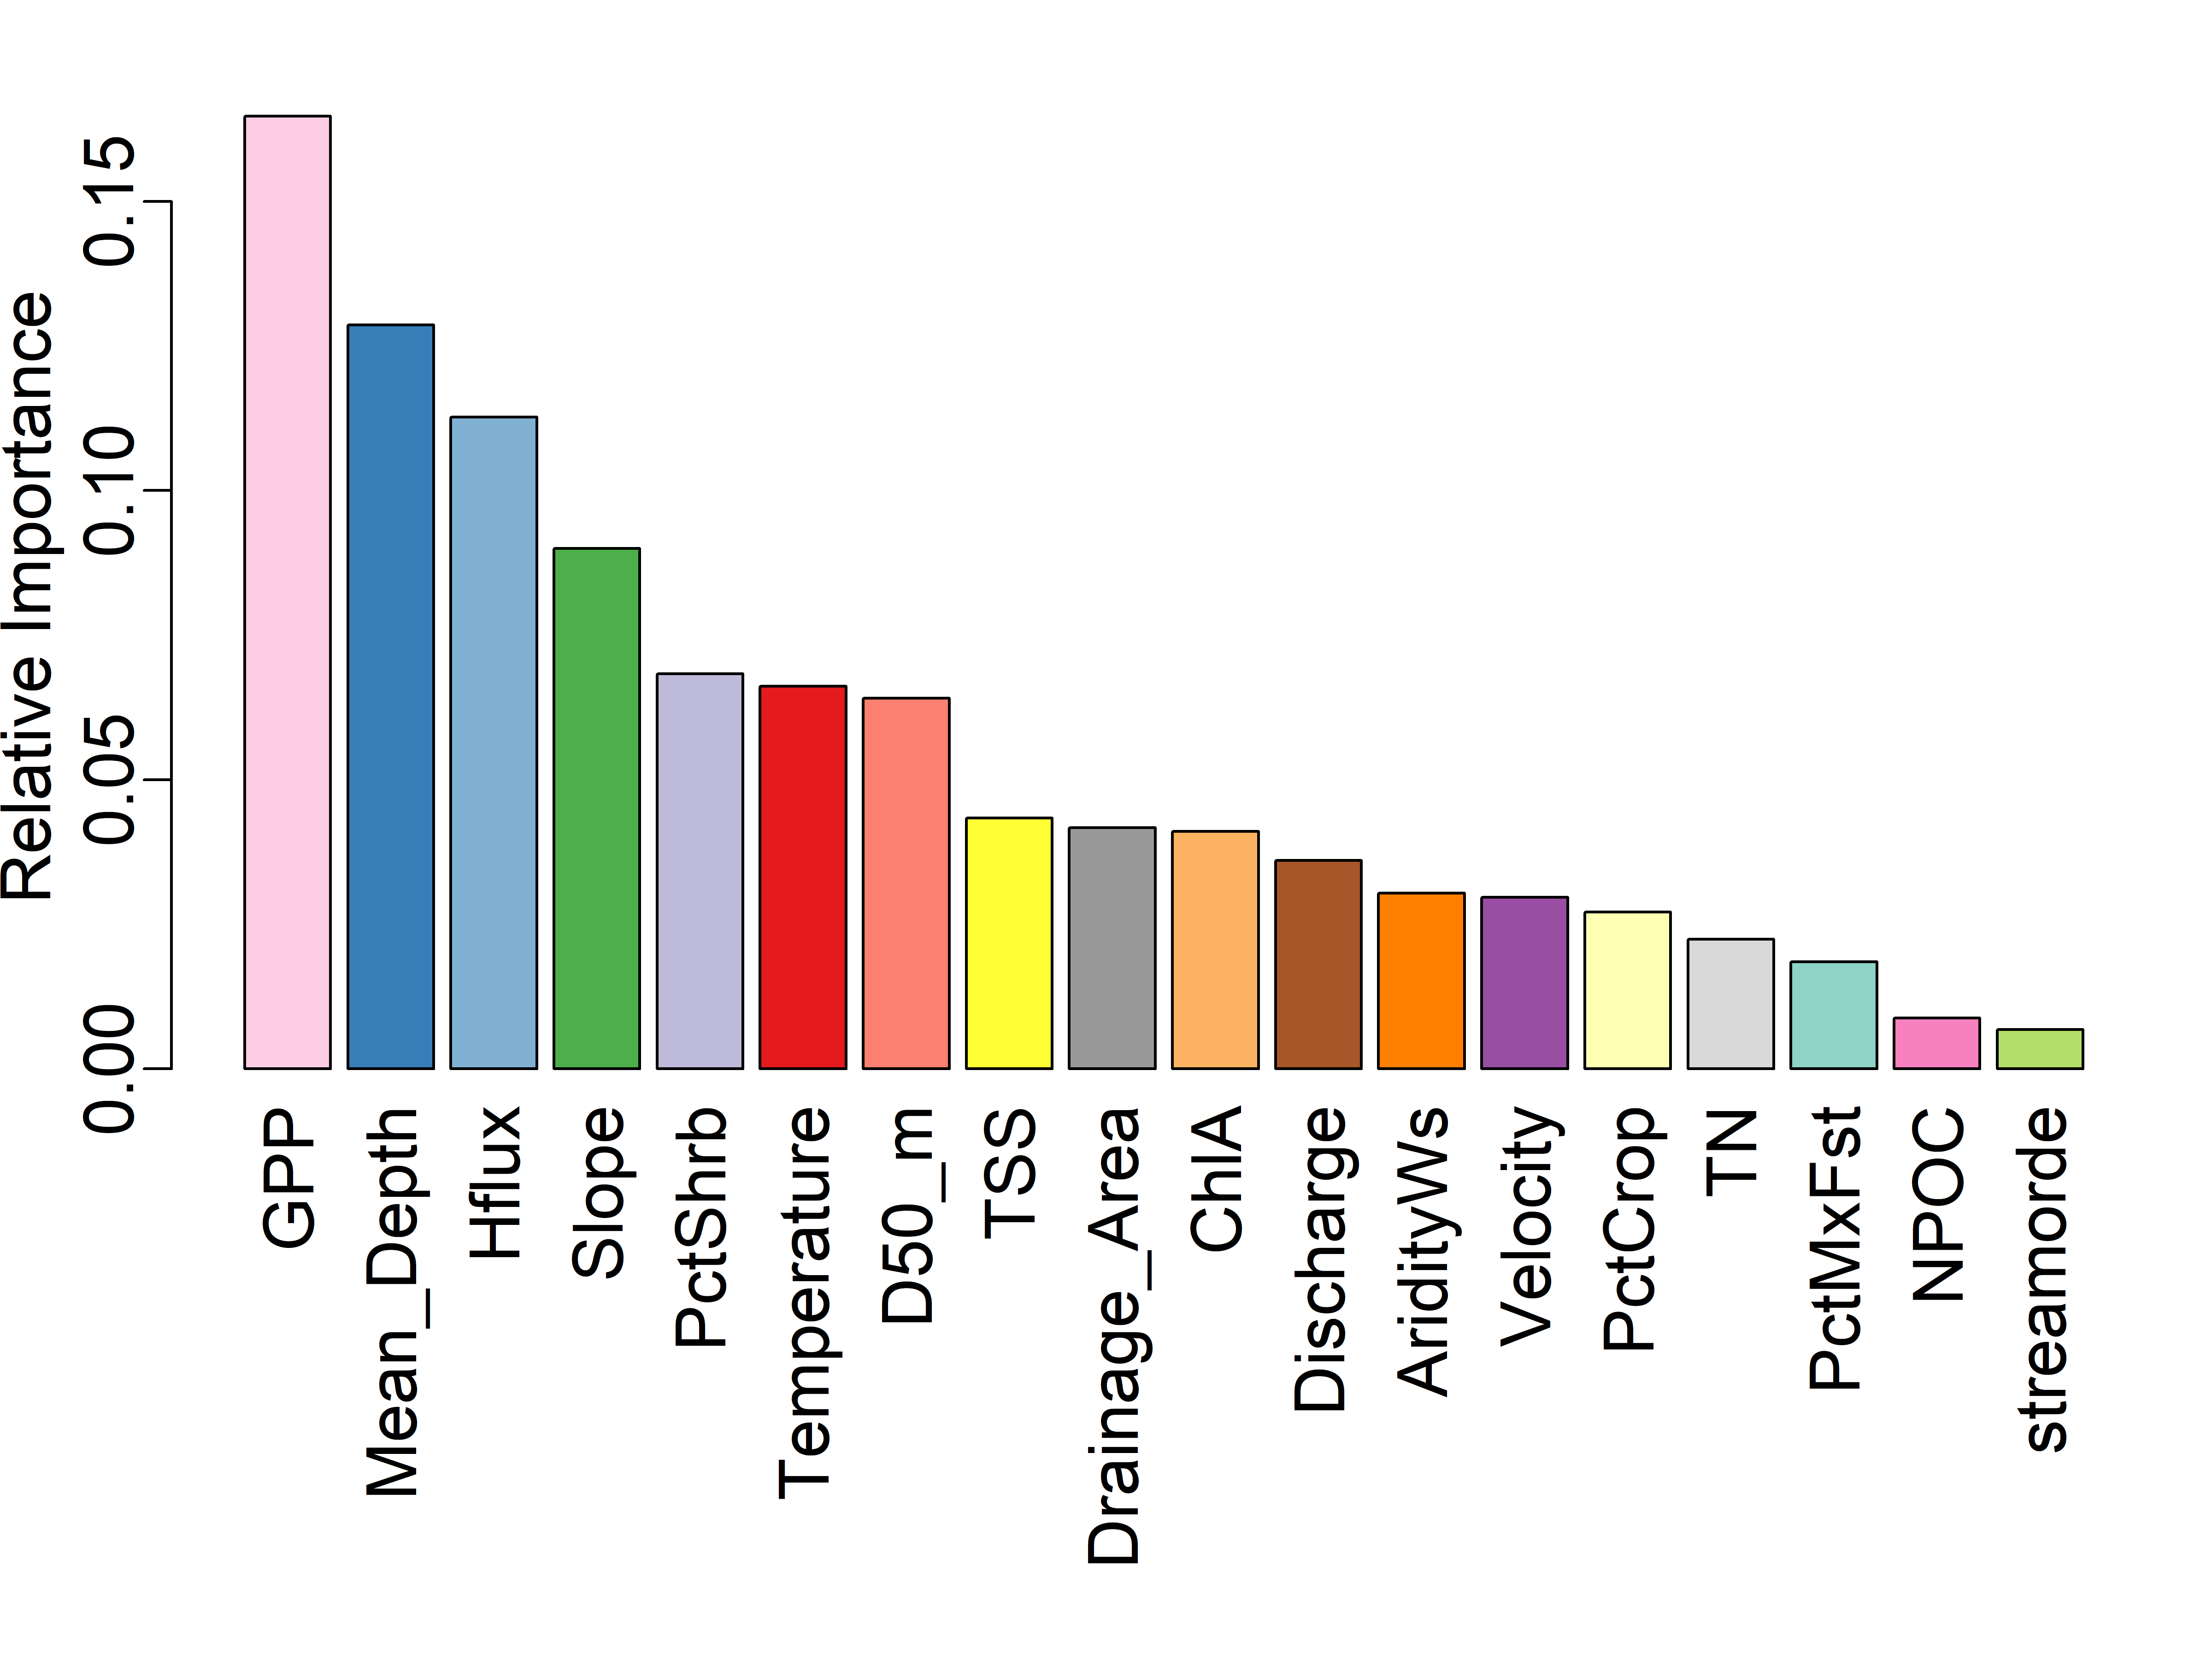 Relative Importance
0.15
0.10
0.05
0.00
GPP
Mean_Depth
Hflux
Slope
PctShrb
Temperature
D50_m
TSS
Drainage_Area
ChlA
Discharge
AridityWs
Velocity
PctCrop
TN
PctMxFst
NPOC
streamorde